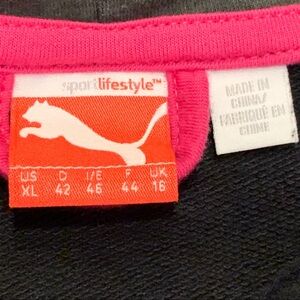 sportlifestyle™
US D I/E F UK
XL 42 46 44 16
MADE IN
CHINA/
FABRIQUÉ EN
CHINE